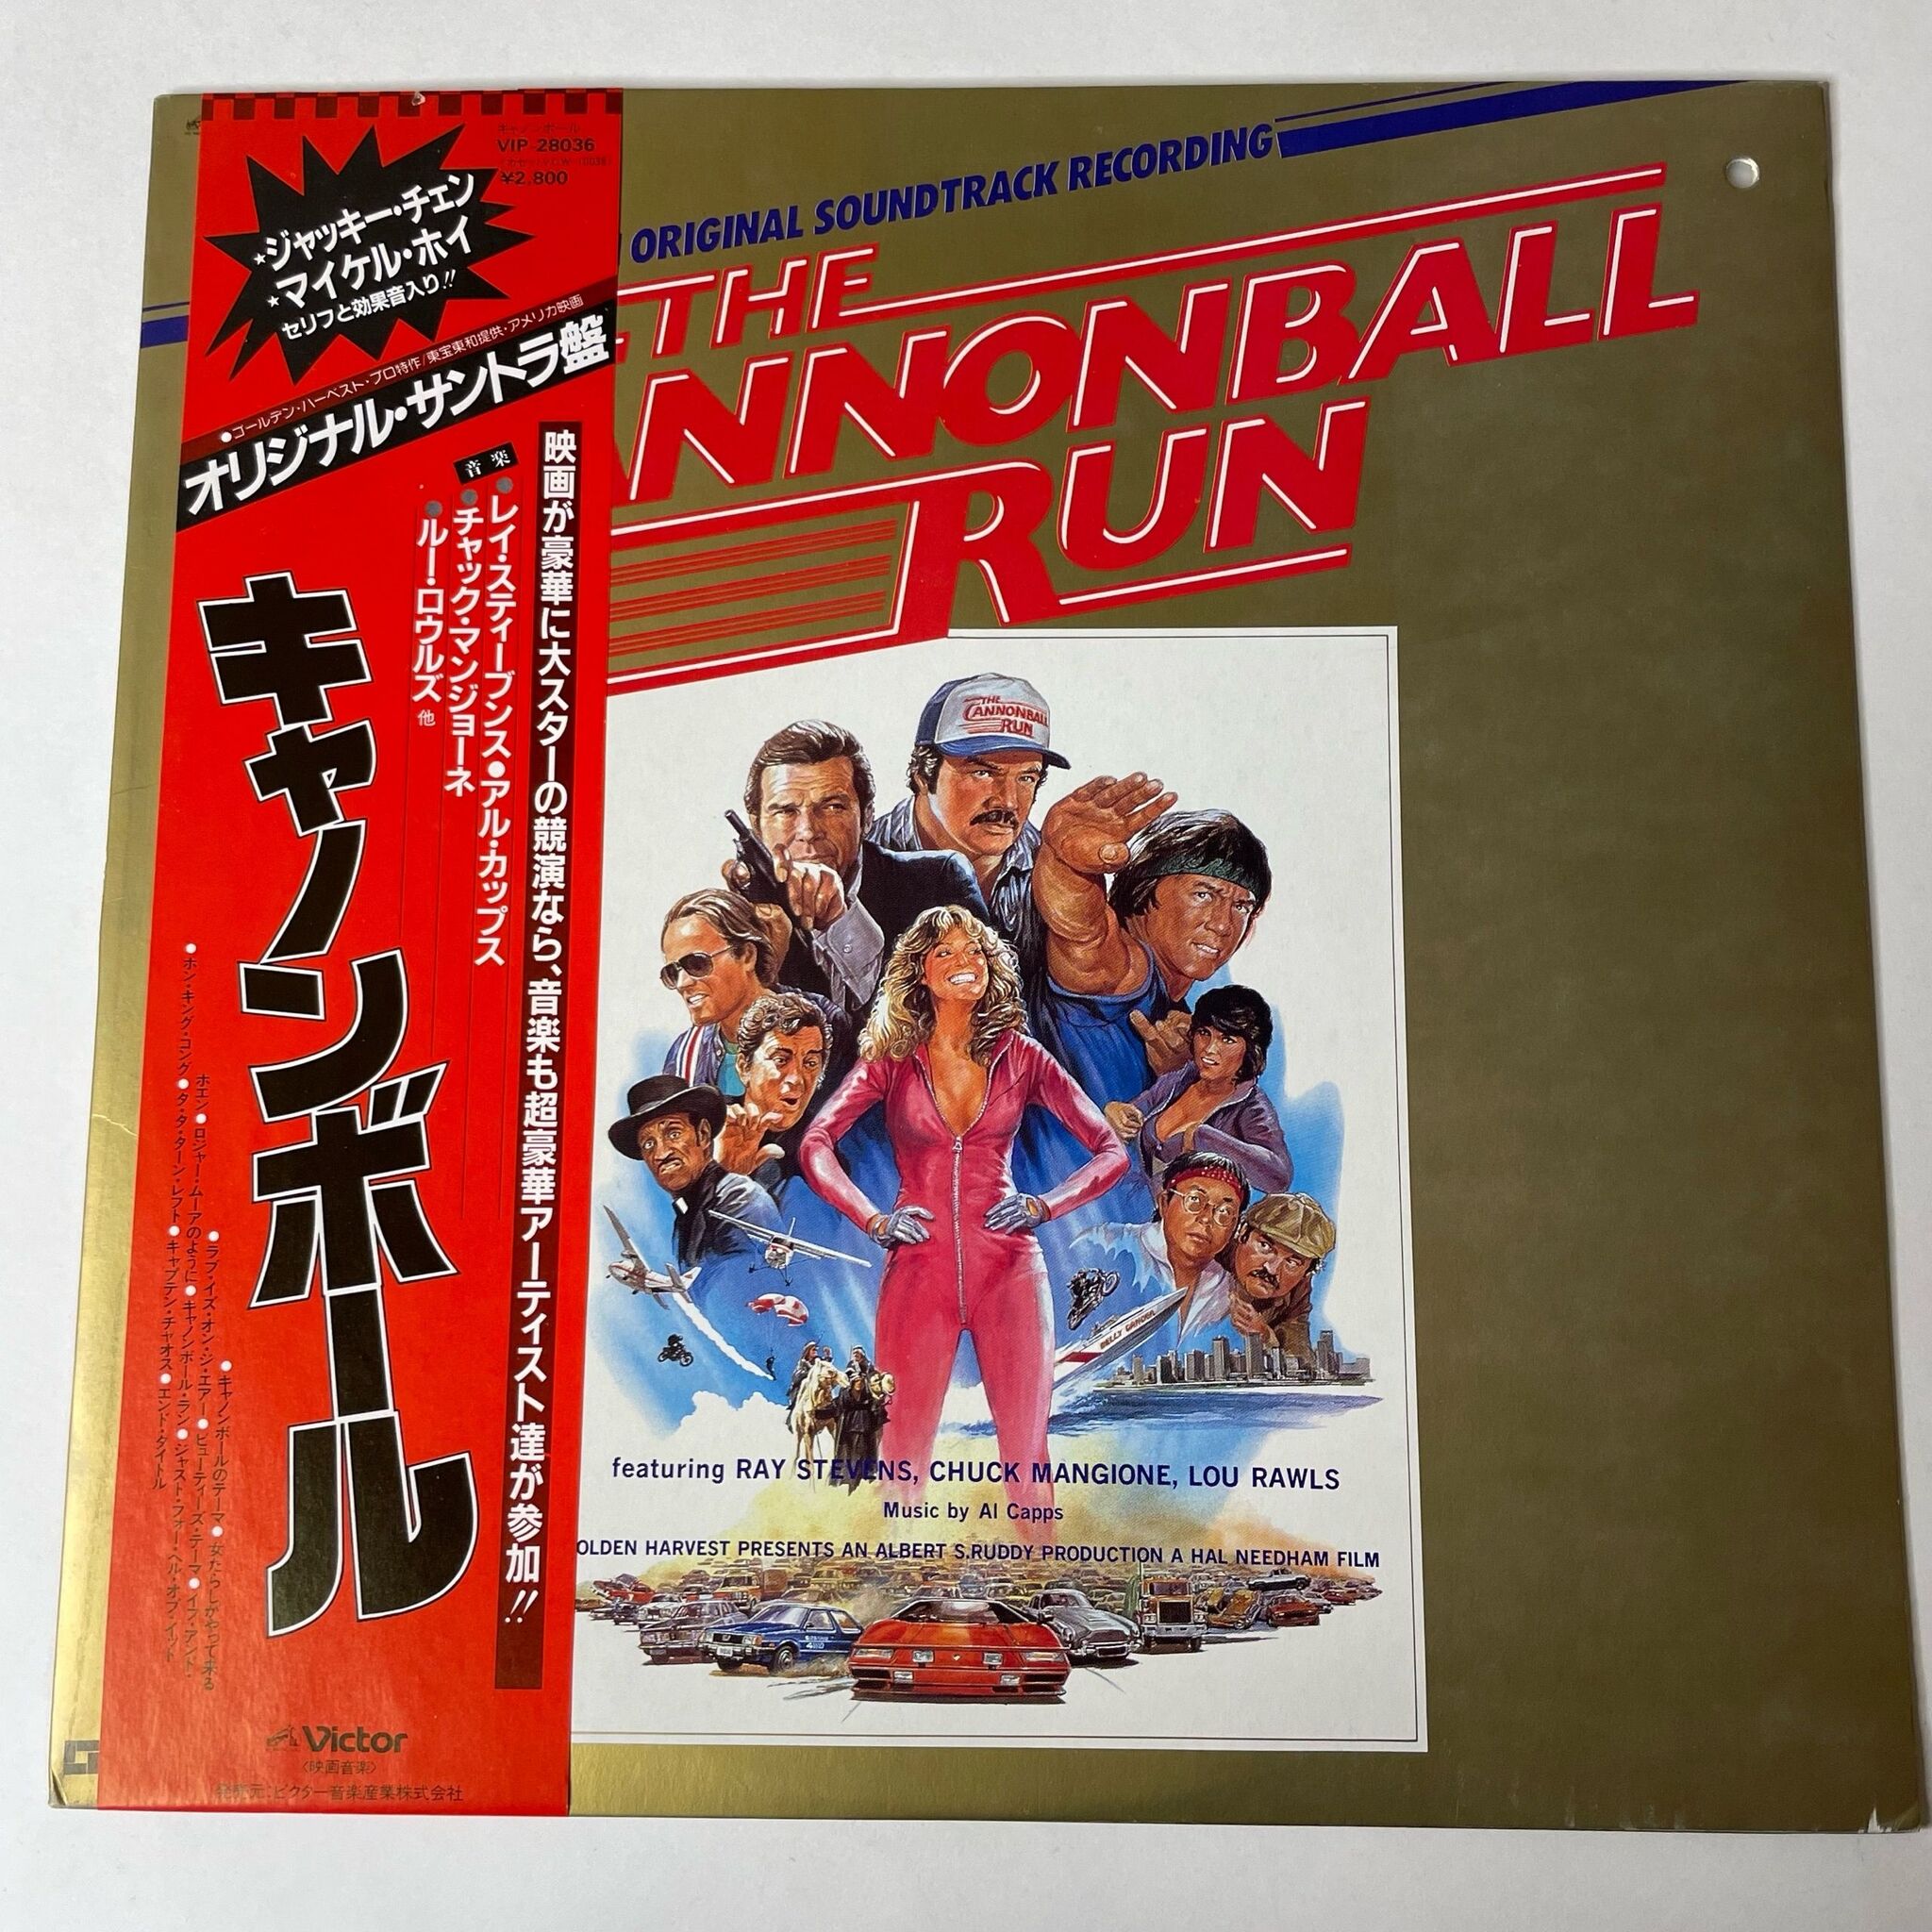 キャノンボール
VIP-28036
¥2,800
★ジャッキー・チェン
★マイケル・ホイ
セリフと効果音入り!!
●ゴールデン・ハーベスト・プロ特作/東宝東和提供・アメリカ映画
オリジナル・サントラ盤
映画が豪華に大スターの競演なら、音楽も超豪華アーティスト達が参加!!
音楽
●レイ・スティーブンス●アル・カップス
●チャック・マンジョーネ
●ルー・ロウルズ 他
キャノンボール
●キャノンボールのテーマ●女たらしがやって来る
●ラブ・イズ・オン・ジ・エアー●ビューティーズ・テーマ●イフ・アンド・
ホエン●ロジャー・ムーアのように●キャノンボール・ラン●ジャスト・フォー・ヘル・オブ・イット
●ホン・キング・コング●タ・タ・ターン・レフト●キャプテン・チャオス●エンド・タイトル
Victor
〈映画音楽〉
発売元:ビクター音楽産業株式会社
ORIGINAL SOUNDTRACK RECORDING
THE
ANNONBALL
RUN
THE
CANNONBALL
RUN
featuring RAY STEVENS, CHUCK MANGIONE, LOU RAWLS
Music by Al Capps
OLDEN HARVEST PRESENTS AN ALBERT S.RUDDY PRODUCTION A HAL NEEDHAM FILM